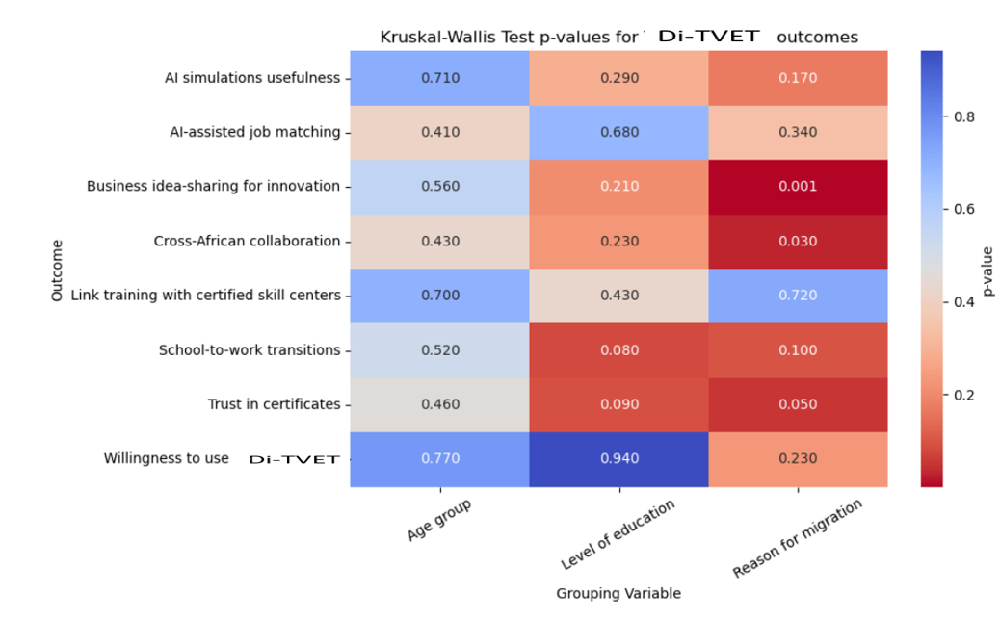 Kruskal-Wallis Test p-values for Di-TVET outcomes
AI simulations usefulness 0.710 0.290 0.170
AI-assisted job matching 0.410 0.680 0.340
Business idea-sharing for innovation 0.560 0.210 0.001
Cross-African collaboration 0.430 0.230 0.030
Link training with certified skill centers 0.700 0.430 0.720
School-to-work transitions 0.520 0.080 0.100
Trust in certificates 0.460 0.090 0.050
Willingness to use Di-TVET 0.770 0.940 0.230
Outcome
Age group
Level of education
Reason for migration
Grouping Variable
0.8
0.6
0.4
0.2
p-value